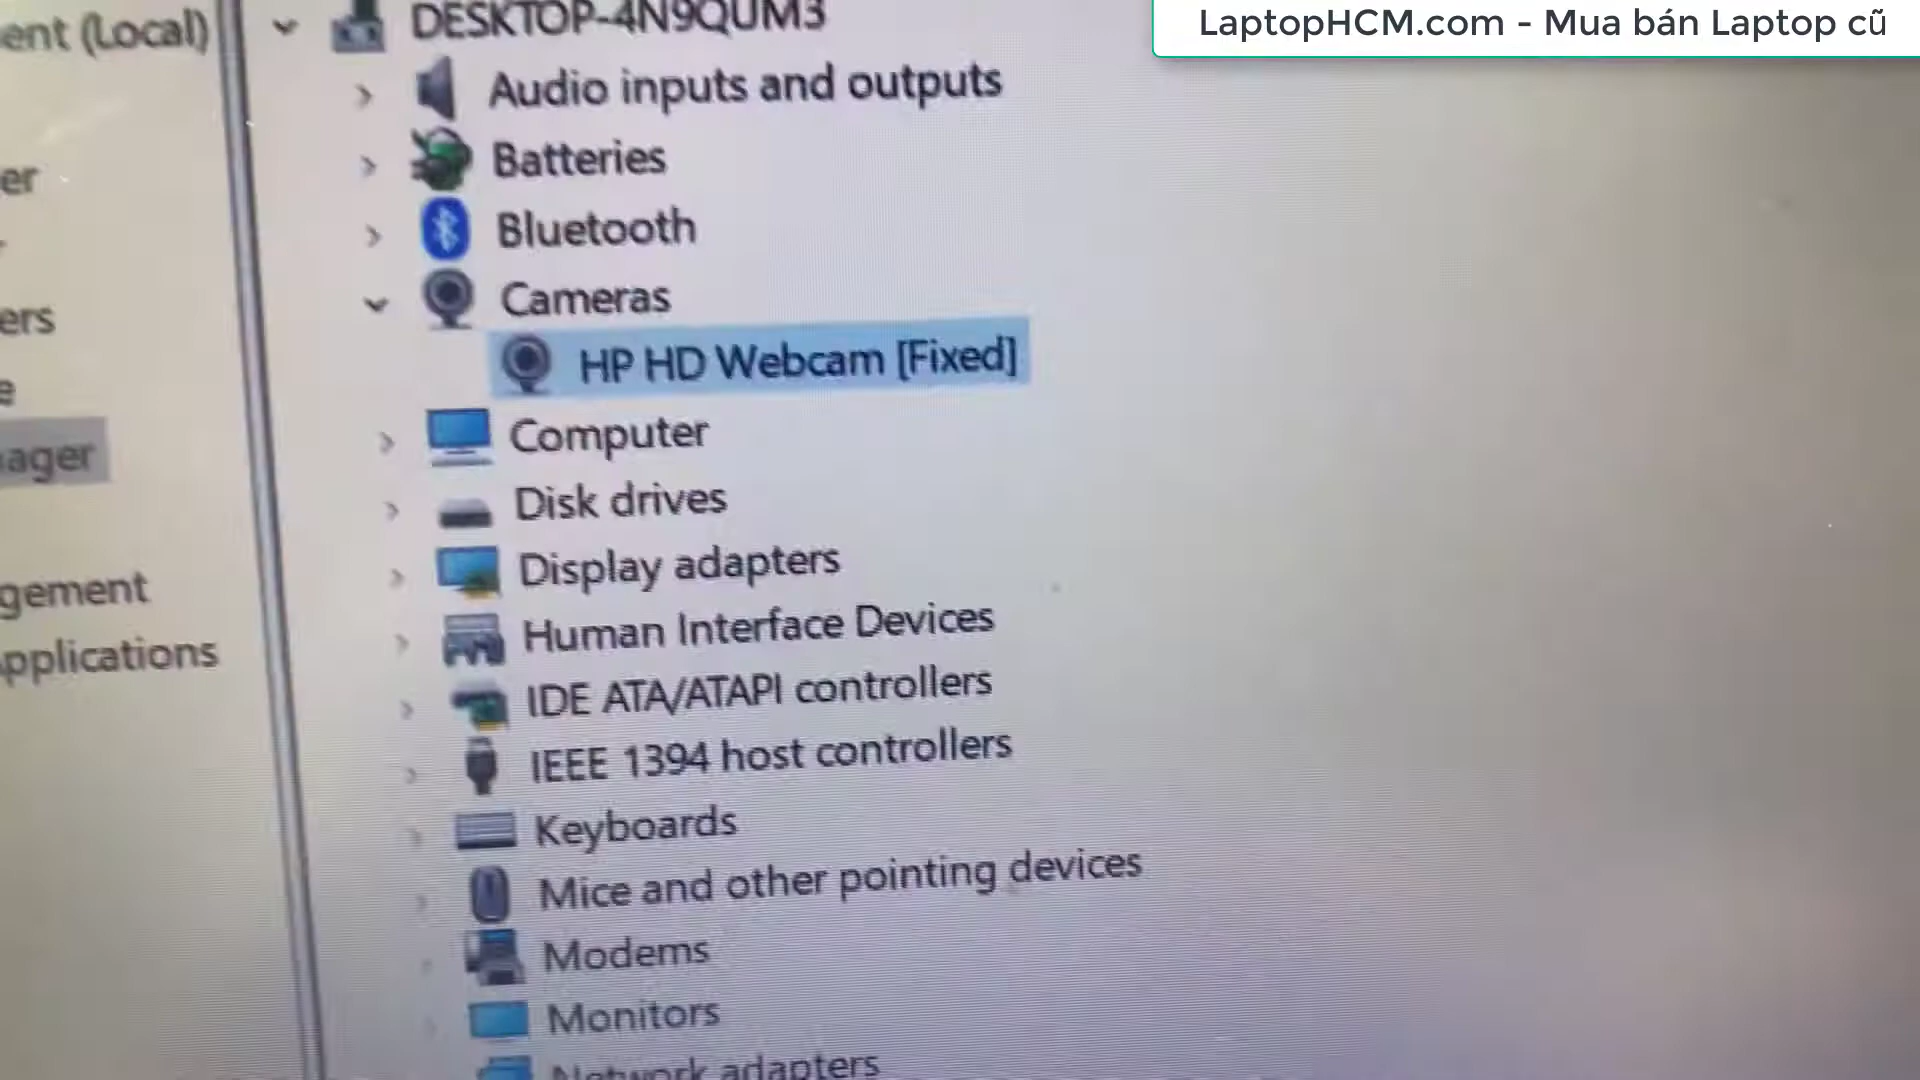 LaptopHCM.com - Mua bán Laptop cũ
ent (Local)
DESKTOP-4N9QUM3
Audio inputs and outputs
Batteries
er
Bluetooth
Cameras
ers
HP HD Webcam [Fixed]
e
Computer
ager
Disk drives
Display adapters
gement
Human Interface Devices
pplications
IDE ATA/ATAPI controllers
IEEE 1394 host controllers
Keyboards
Mice and other pointing devices
Modems
Monitors
Network adapters